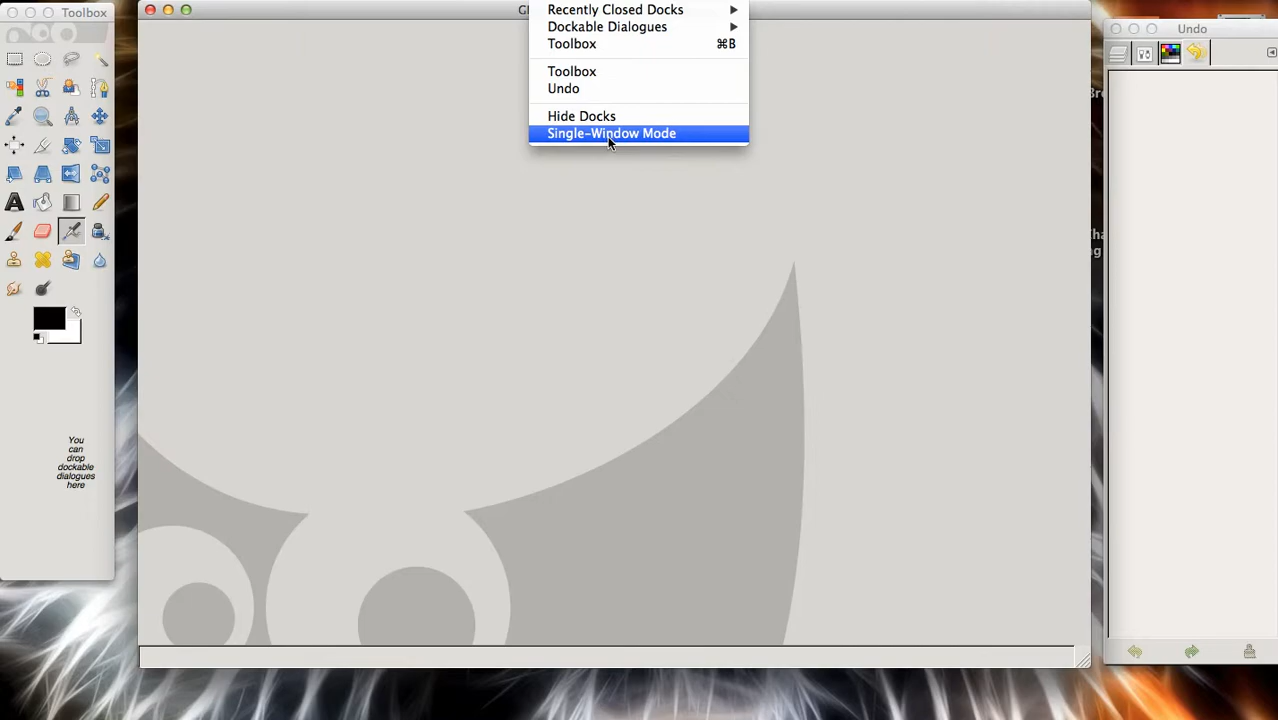 Toolbox
GI
Recently Closed Docks
Dockable Dialogues
Toolbox ⌘B
Toolbox
Undo
Hide Docks
Single-Window Mode
Undo
You
can
drop
dockable
dialogues
here